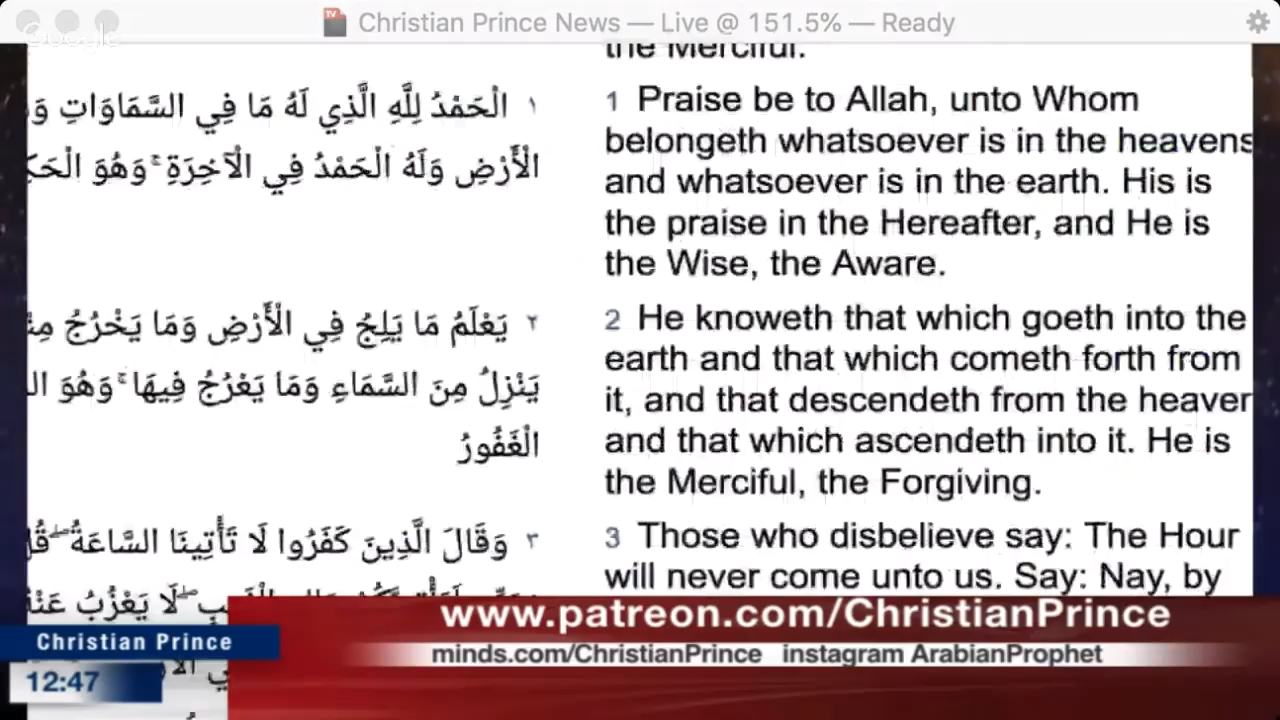 Christian Prince News — Live @ 151.5% — Ready
Google
the Merciful.
١ الْحَمْدُ لِلَّهِ الَّذِي لَهُ مَا فِي السَّمَاوَاتِ وَ
الْأَرْضِ وَلَهُ الْحَمْدُ فِي الْآخِرَةِ ۚ وَهُوَ الْحَكِ
1 Praise be to Allah, unto Whom
belongeth whatsoever is in the heavens
and whatsoever is in the earth. His is
the praise in the Hereafter, and He is
the Wise, the Aware.
٢ يَعْلَمُ مَا يَلِجُ فِي الْأَرْضِ وَمَا يَخْرُجُ مِنْ
يَنْزِلُ مِنَ السَّمَاءِ وَمَا يَعْرُجُ فِيهَا ۚ وَهُوَ ال
الْغَفُورُ
2 He knoweth that which goeth into the
earth and that which cometh forth from
it, and that descendeth from the heaven
and that which ascendeth into it. He is
the Merciful, the Forgiving.
٣ وَقَالَ الَّذِينَ كَفَرُوا لَا تَأْتِينَا السَّاعَةُ ۖ قُلْ
لَا يَعْزُبُ عَنْهُ
3 Those who disbelieve say: The Hour
will never come unto us. Say: Nay, by
www.patreon.com/ChristianPrince
Christian Prince
minds.com/ChristianPrince instagram ArabianProphet
12:47